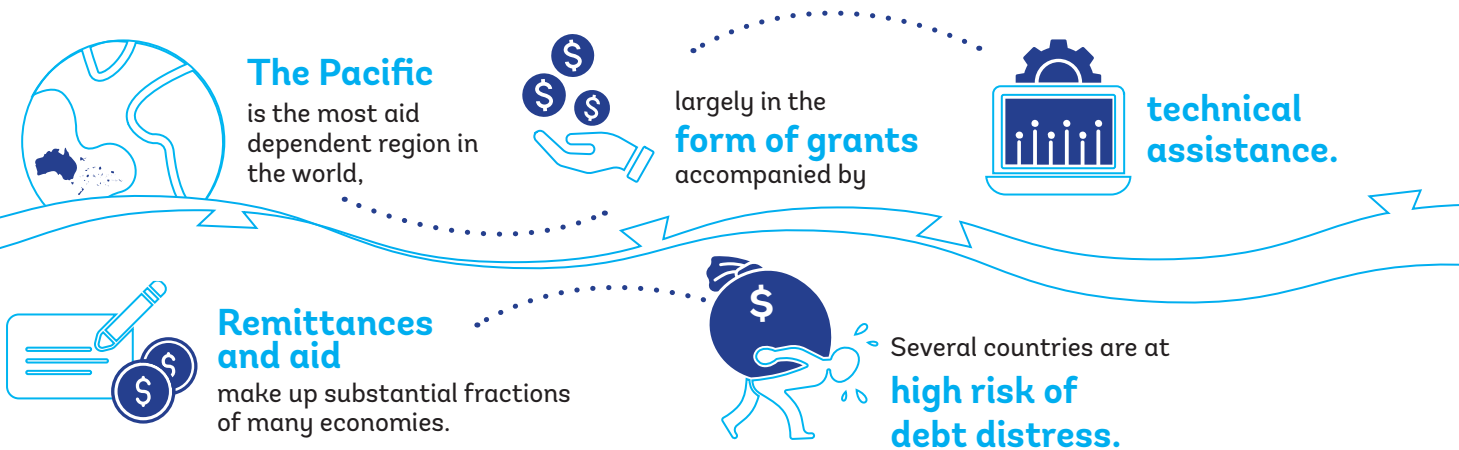 The Pacific
is the most aid
dependent region in
the world,
largely in the
form of grants
accompanied by
technical
assistance.
Remittances
and aid
make up substantial fractions
of many economies.
Several countries are at
high risk of
debt distress.
$
$
$
$
$
$